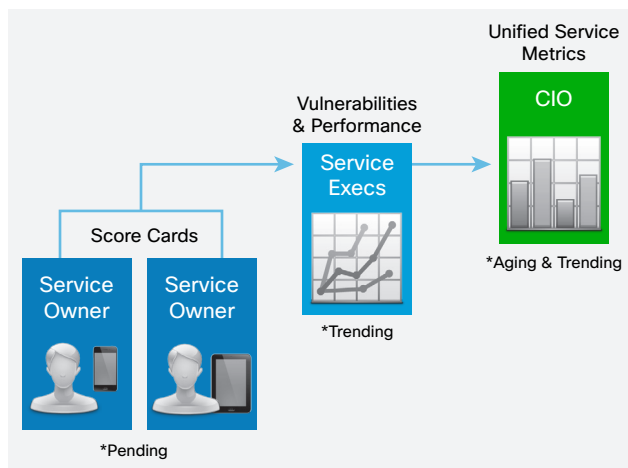 Unified Service
Metrics
CIO
*Aging & Trending
Vulnerabilities
& Performance
Service
Execs
*Trending
Score Cards
Service
Owner
Service
Owner
*Pending